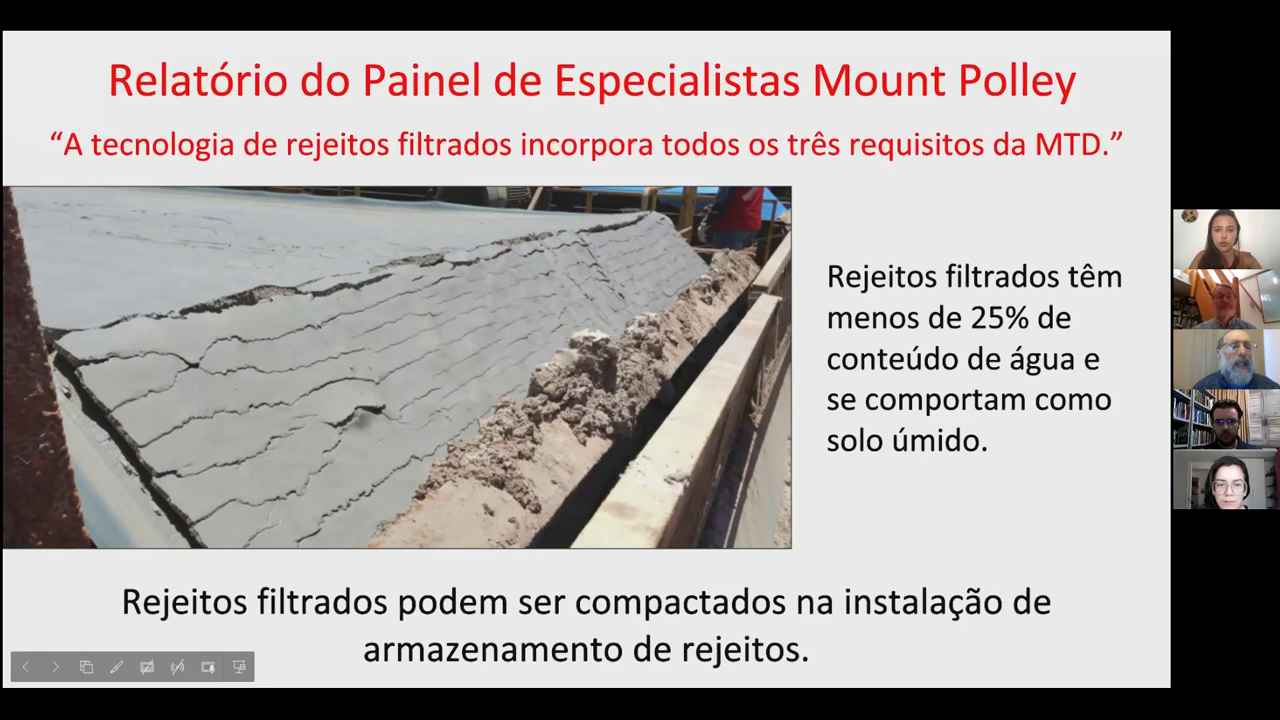 Relatório do Painel de Especialistas Mount Polley
“A tecnologia de rejeitos filtrados incorpora todos os três requisitos da MTD.”
Rejeitos filtrados têm
menos de 25% de
conteúdo de água e
se comportam como
solo úmido.
Rejeitos filtrados podem ser compactados na instalação de
armazenamento de rejeitos.